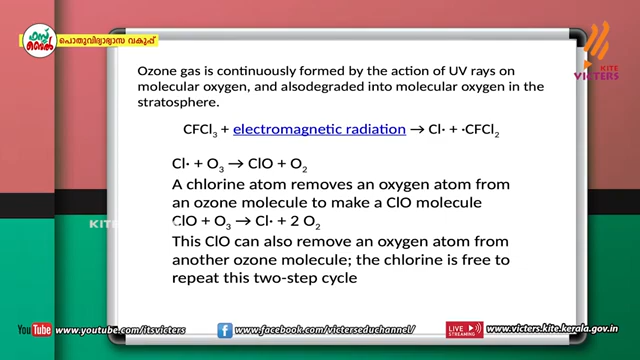 ഫസ്റ്റ് ബെൽ
പൊതുവിദ്യാഭ്യാസ വകുപ്പ്
KITE
VICTERS
Ozone gas is continuously formed by the action of UV rays on
molecular oxygen, and alsodegraded into molecular oxygen in the
stratosphere.
CFCl₃ + electromagnetic radiation → Cl· + ·CFCl₂
Cl· + O₃ → ClO + O₂
A chlorine atom removes an oxygen atom from
an ozone molecule to make a ClO molecule
ClO + O₃ → Cl· + 2 O₂
This ClO can also remove an oxygen atom from
another ozone molecule; the chlorine is free to
repeat this two-step cycle
YouTube www.youtube.com/itsvicters
f www.facebook.com/victerseduchannel/
LIVE STREAMING www.victers.kite.kerala.gov.in